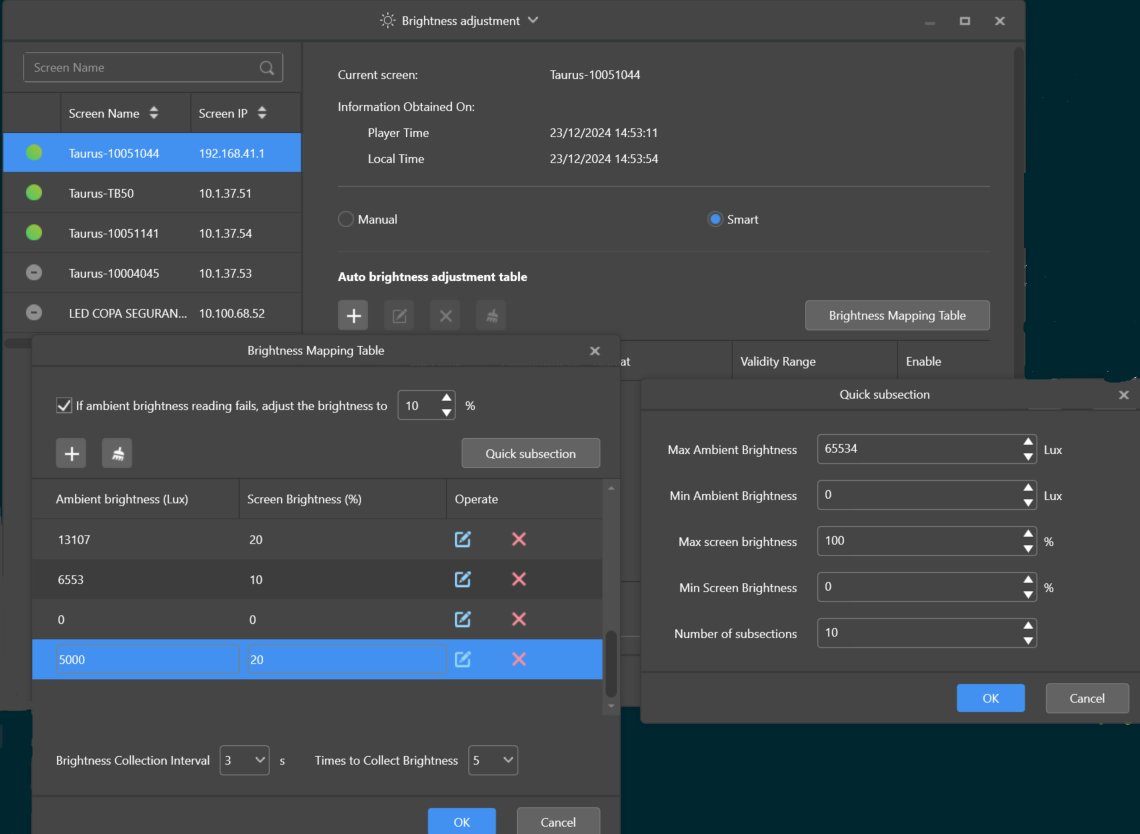 Brightness adjustment
Screen Name
Screen Name Screen IP
Taurus-10051044 192.168.41.1
Taurus-TB50 10.1.37.51
Taurus-10051141 10.1.37.54
Taurus-10004045 10.1.37.53
LED COPA SEGURAN... 10.100.68.52
Current screen: Taurus-10051044
Information Obtained On:
Player Time 23/12/2024 14:53:11
Local Time 23/12/2024 14:53:54
Manual Smart
Auto brightness adjustment table
Brightness Mapping Table
at Validity Range Enable
Brightness Mapping Table
If ambient brightness reading fails, adjust the brightness to 10 %
Quick subsection
Ambient brightness (Lux) Screen Brightness (%) Operate
13107 20
6553 10
0 0
5000 20
Brightness Collection Interval 3 s Times to Collect Brightness 5
OK Cancel
Quick subsection
Max Ambient Brightness 65534 Lux
Min Ambient Brightness 0 Lux
Max screen brightness 100 %
Min Screen Brightness 0 %
Number of subsections 10
OK Cancel